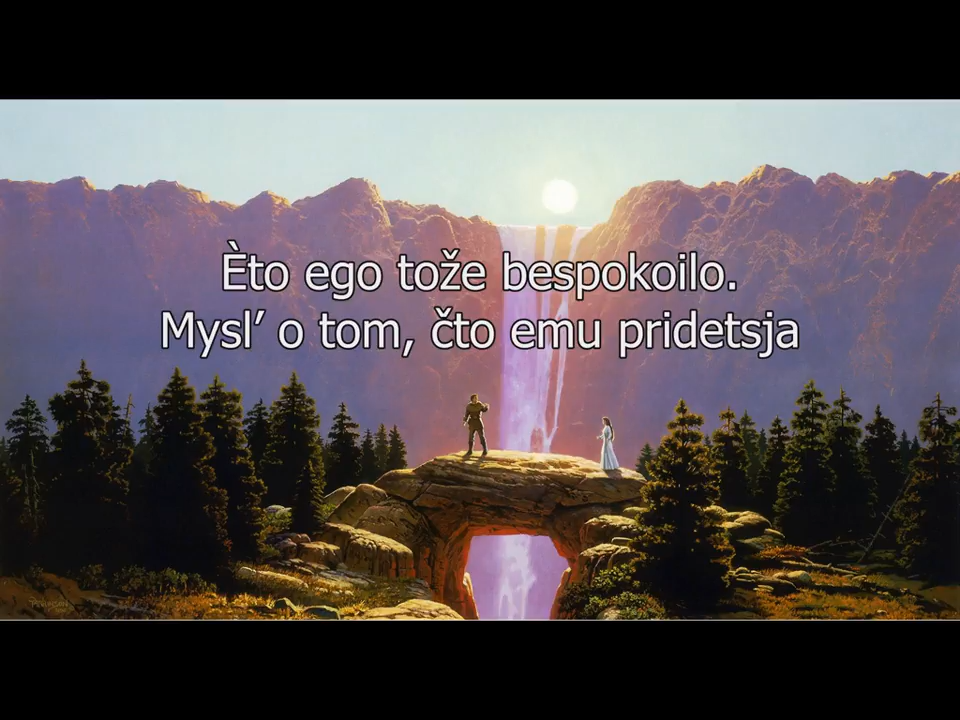 Èto ego tože bespokoilo.
Mysl’ o tom, čto emu pridetsja